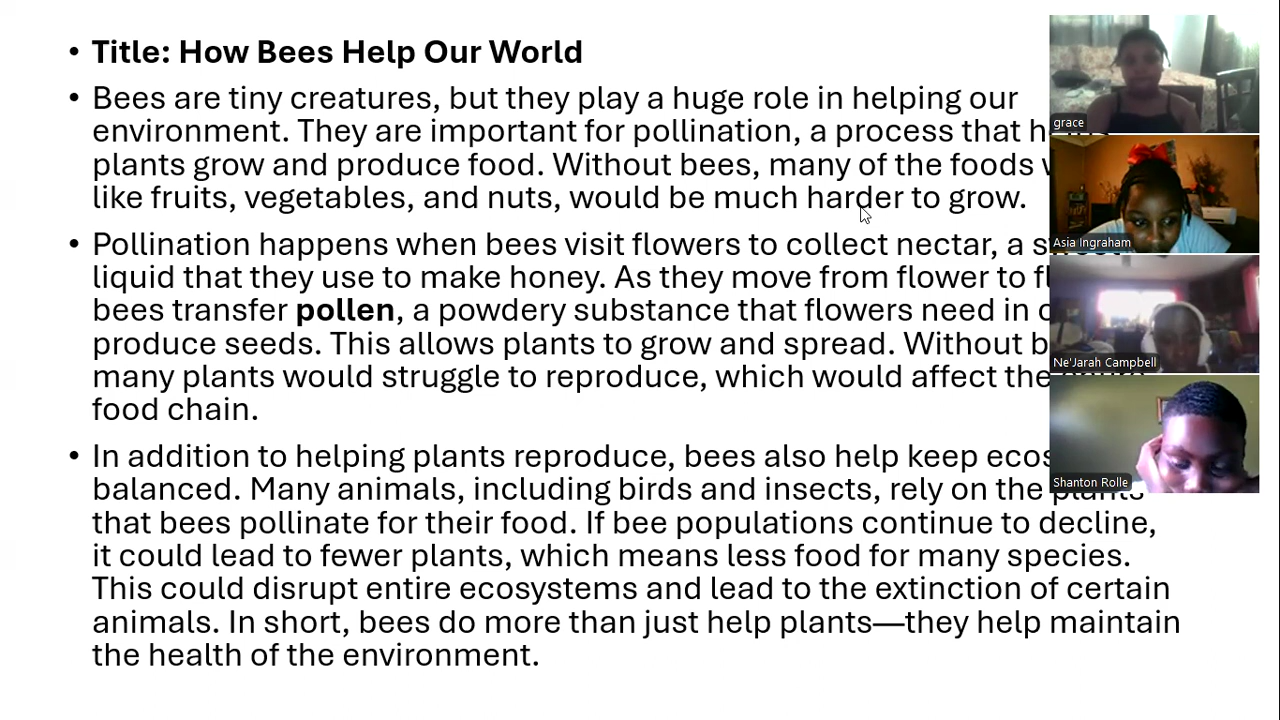 • Title: How Bees Help Our World
• Bees are tiny creatures, but they play a huge role in helping our
environment. They are important for pollination, a process that
plants grow and produce food. Without bees, many of the foods
like fruits, vegetables, and nuts, would be much harder to grow.
• Pollination happens when bees visit flowers to collect nectar, a
liquid that they use to make honey. As they move from flower to
bees transfer pollen, a powdery substance that flowers need in
produce seeds. This allows plants to grow and spread. Without
many plants would struggle to reproduce, which would affect the
food chain.
• In addition to helping plants reproduce, bees also help keep
balanced. Many animals, including birds and insects, rely on the plants
that bees pollinate for their food. If bee populations continue to decline,
it could lead to fewer plants, which means less food for many species.
This could disrupt entire ecosystems and lead to the extinction of certain
animals. In short, bees do more than just help plants—they help maintain
the health of the environment.
grace
Asia Ingraham
Ne'Jarah Campbell
Shanton Rolle